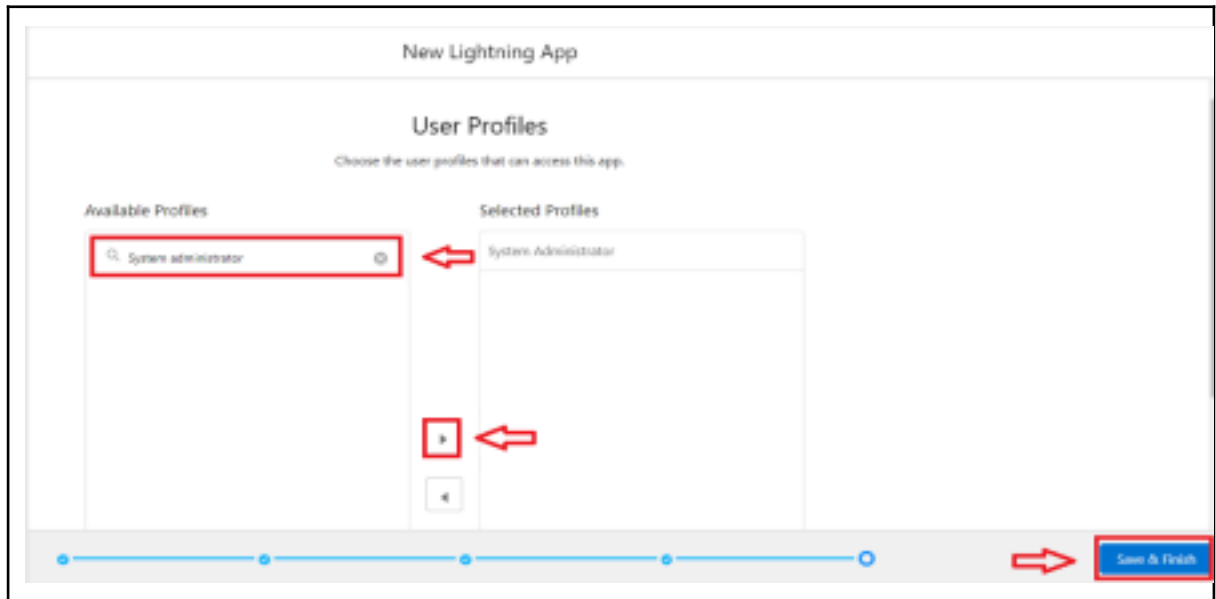 New Lightning App
User Profiles
Choose the user profiles that can access this app.
Available Profiles
Selected Profiles
System administrator
System Administrator
Save & Finish